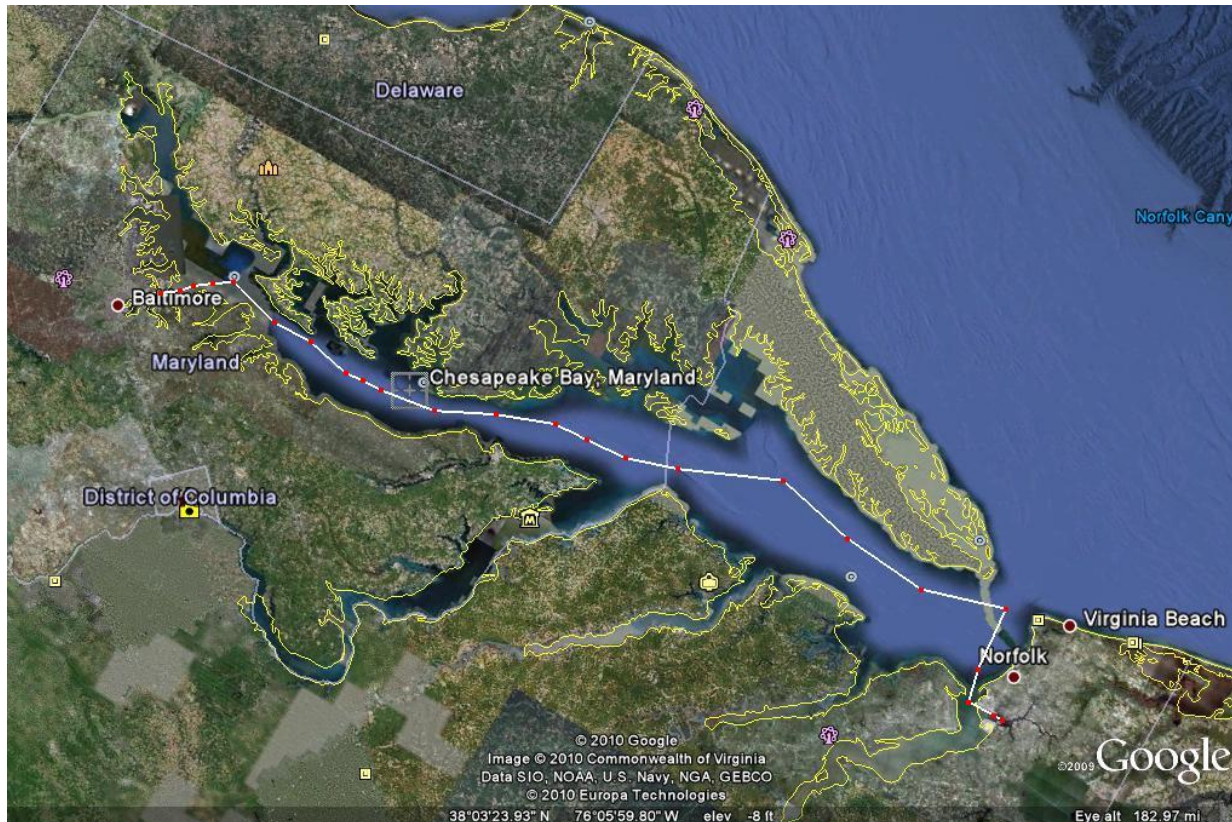 Delaware
Norfolk Cany
Baltimore
Maryland
Chesapeake Bay, Maryland
District of Columbia
Virginia Beach
Norfolk
© 2010 Google
Image © 2010 Commonwealth of Virginia
Data SIO, NOAA, U.S. Navy, NGA, GEBCO
© 2010 Europa Technologies
©2009 Google
38°03'23.93" N 76°05'59.80" W elev -8 ft Eye alt 182.97 mi